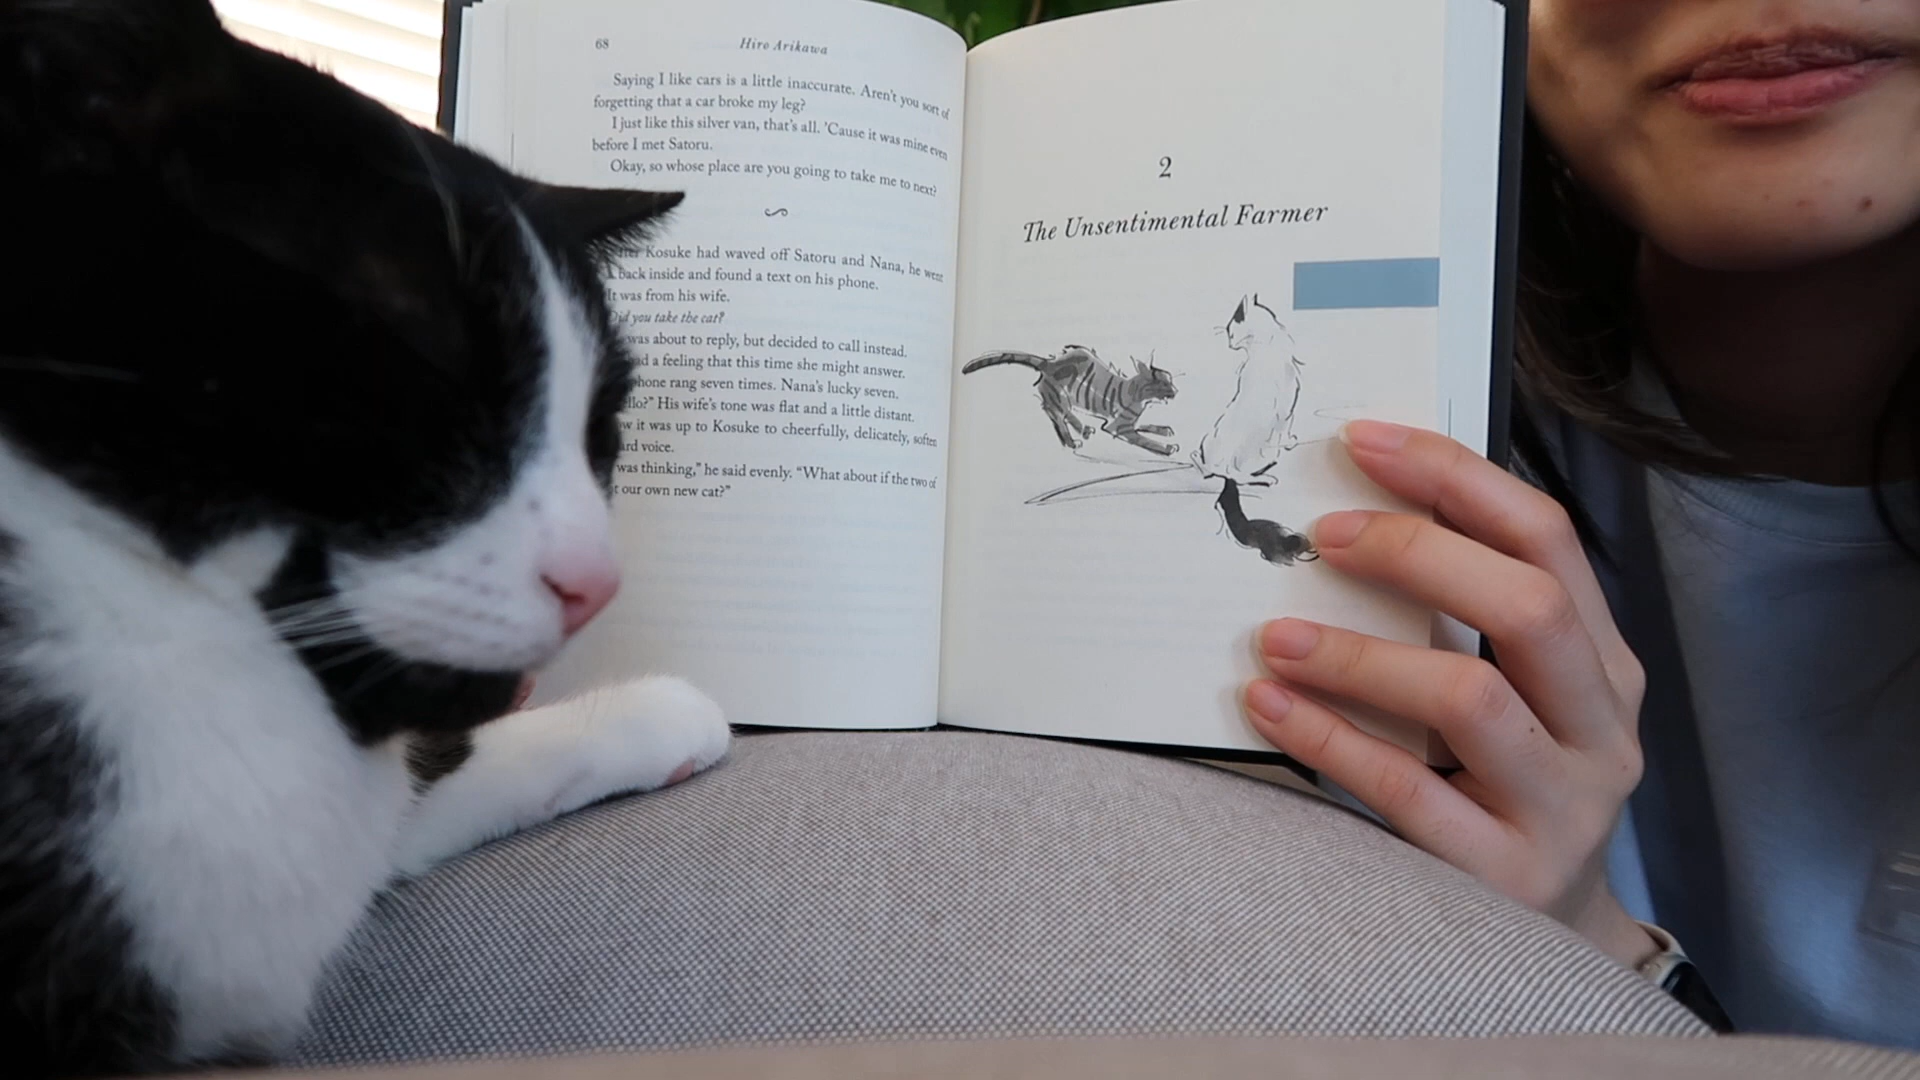 68
Hiro Arikawa
Saying I like cars is a little inaccurate. Aren't you sort of
forgetting that a car broke my leg?
I just like this silver van, that's all. 'Cause it was mine even
before I met Satoru.
Okay, so whose place are you going to take me to next?
Kosuke had waved off Satoru and Nana, he went
back inside and found a text on his phone.
It was from his wife.
Did you take the cat?
was about to reply, but decided to call instead.
a feeling that this time she might answer.
rang seven times. Nana's lucky seven.
His wife's tone was flat and a little distant.
it was up to Kosuke to cheerfully, delicately, soften
voice.
was thinking," he said evenly. "What about if the two of
our own new cat?"
2
The Unsentimental Farmer